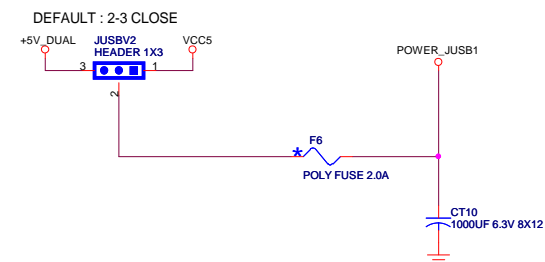 DEFAULT : 2-3 CLOSE
+5V_DUAL
JUSBV2
HEADER 1X3
VCC5
3
1
2
POWER_JUSB1
*
F6
POLY FUSE 2.0A
CT10
1000UF 6.3V 8X12